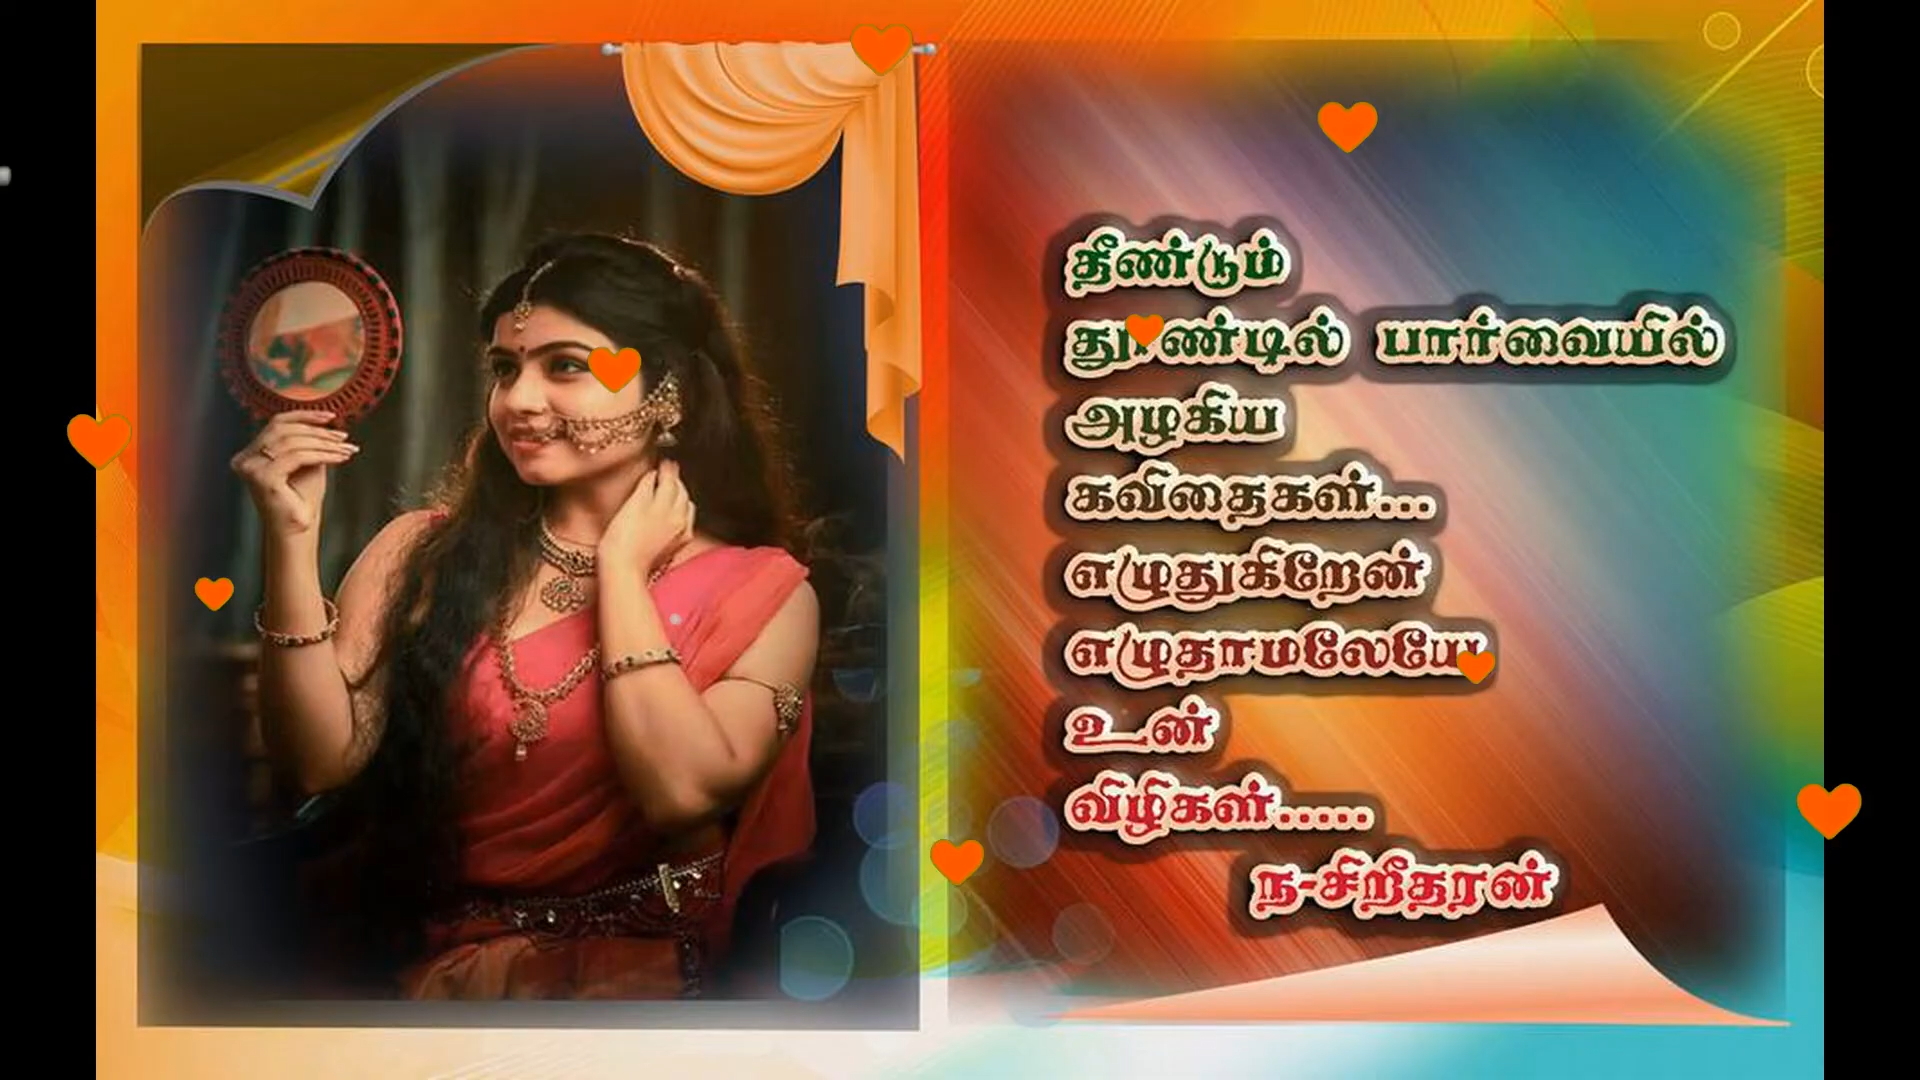 தீண்டும்
தூண்டில் பார்வையில்
அழகிய
கவிதைகள்...
எழுதுகிறேன்
எழுதாமலேயே
உன்
விழிகள்.....
ந-சிறீதரன்